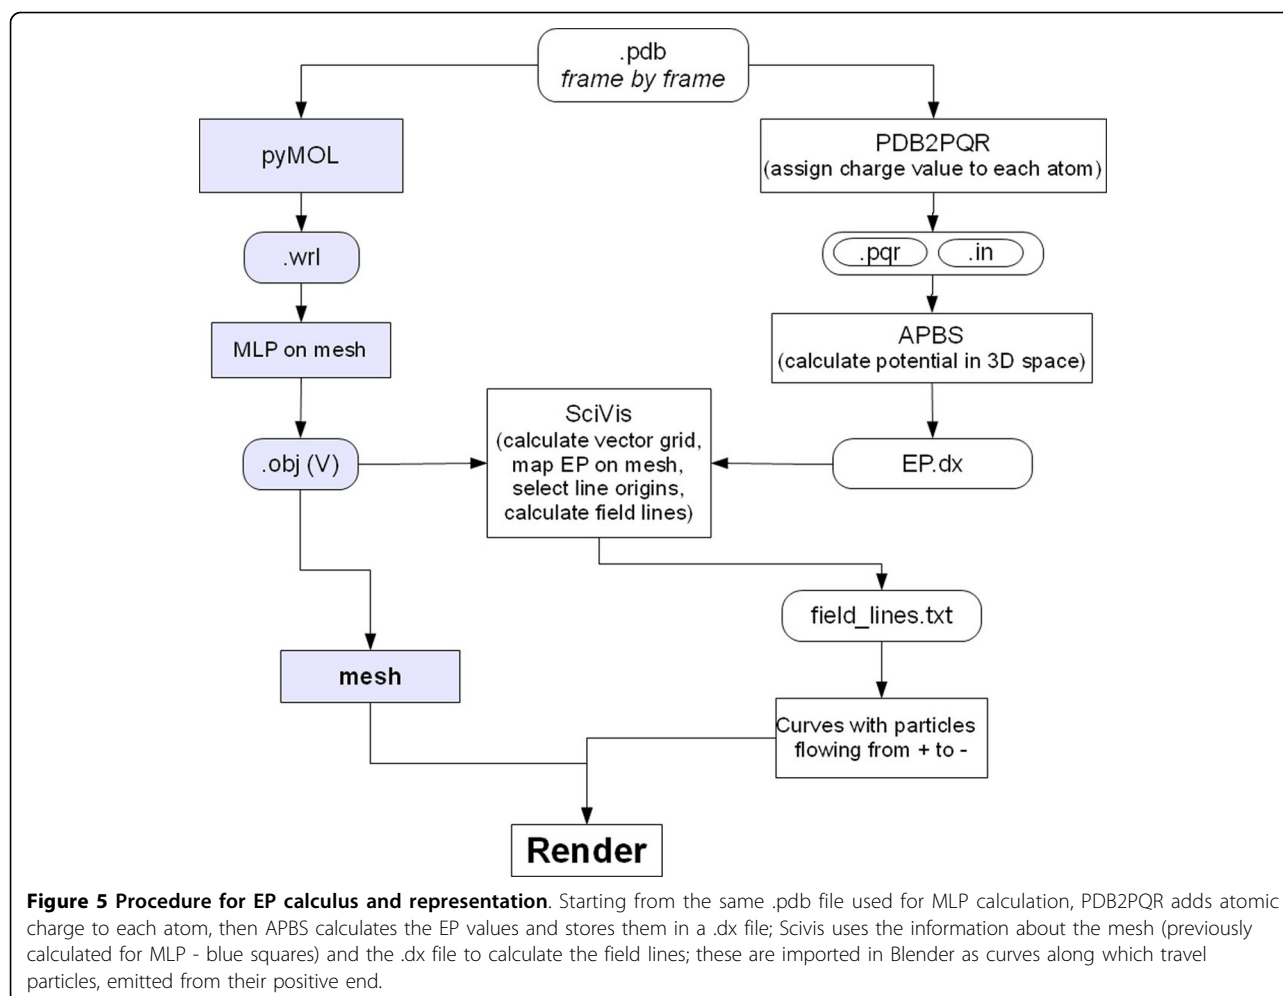 .pdb
frame by frame
pyMOL
PDB2PQR
(assign charge value to each atom)
.wrl
.pqr
.in
MLP on mesh
APBS
(calculate potential in 3D space)
SciVis
(calculate vector grid,
map EP on mesh,
select line origins,
calculate field lines)
.obj (V)
EP.dx
field_lines.txt
mesh
Curves with particles
flowing from + to -
Render
Figure 5 Procedure for EP calculus and representation. Starting from the same .pdb file used for MLP calculation, PDB2PQR adds atomic
charge to each atom, then APBS calculates the EP values and stores them in a .dx file; Scivis uses the information about the mesh (previously
calculated for MLP - blue squares) and the .dx file to calculate the field lines; these are imported in Blender as curves along which travel
particles, emitted from their positive end.